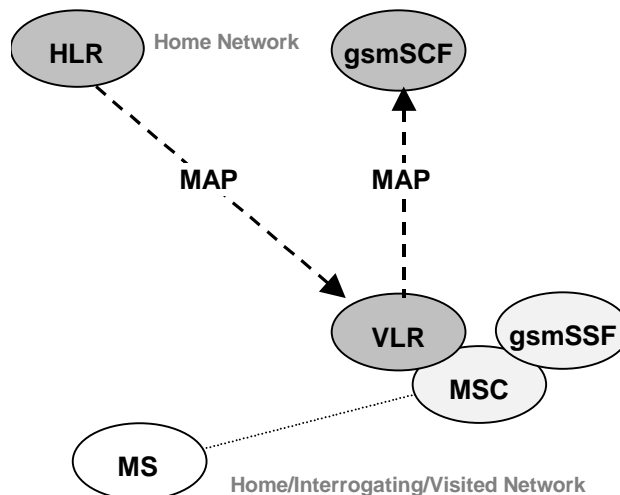 HLR
Home Network
gsmSCF
MAP
MAP
VLR
gsmSSF
MSC
MS
Home/Interrogating/Visited Network